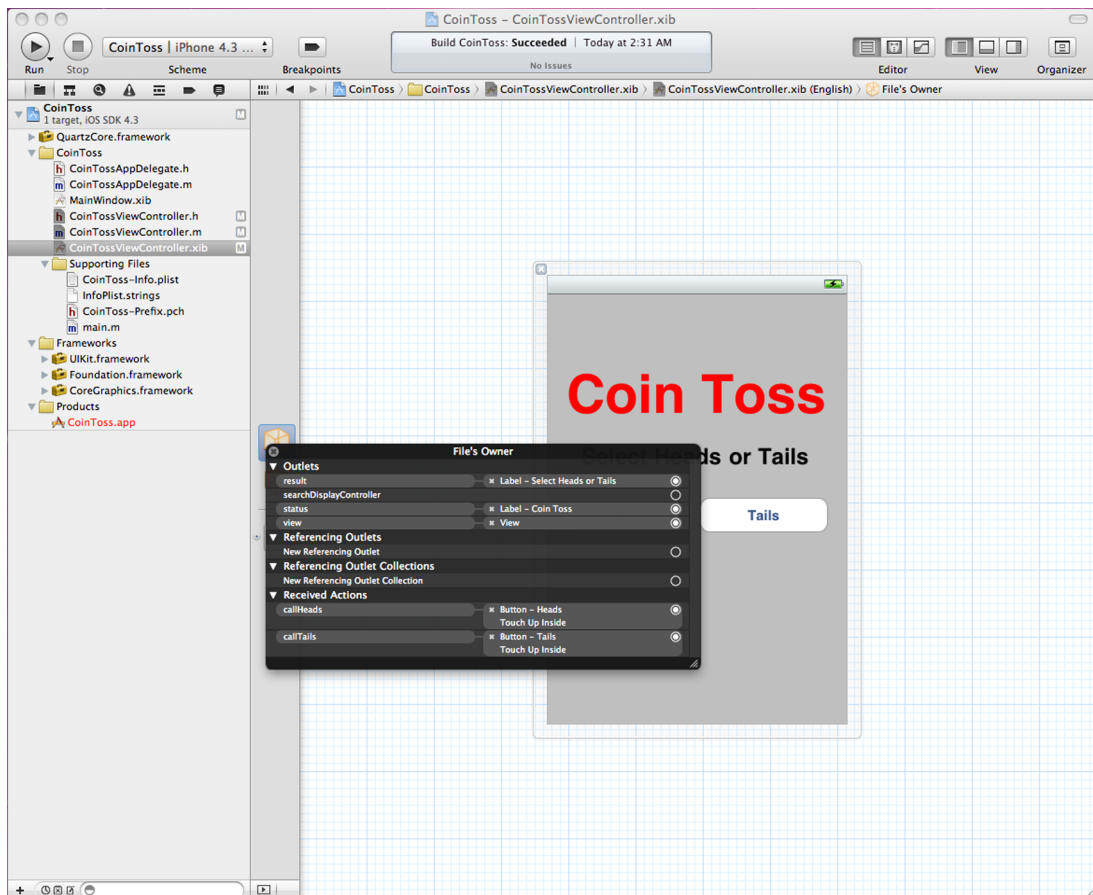 CoinToss – CoinTossViewController.xib
CoinToss | iPhone 4.3 ...
Build CoinToss: Succeeded | Today at 2:31 AM
No Issues
Run Stop Scheme Breakpoints Editor View Organizer
CoinToss CoinToss CoinTossViewController.xib CoinTossViewController.xib (English) File's Owner
CoinToss
1 target, iOS SDK 4.3
M
QuartzCore.framework
CoinToss
h CoinTossAppDelegate.h
m CoinTossAppDelegate.m
MainWindow.xib
h CoinTossViewController.h M
m CoinTossViewController.m M
CoinTossViewController.xib M
Supporting Files
CoinToss-Info.plist
InfoPlist.strings
h CoinToss-Prefix.pch
m main.m
Frameworks
UIKit.framework
Foundation.framework
CoreGraphics.framework
Products
CoinToss.app
Coin Toss
Select Heads or Tails
Tails
File's Owner
Outlets
result Label – Select Heads or Tails
searchDisplayController
status Label – Coin Toss
view View
Referencing Outlets
New Referencing Outlet
Referencing Outlet Collections
New Referencing Outlet Collection
Received Actions
callHeads Button – Heads
Touch Up Inside
callTails Button – Tails
Touch Up Inside